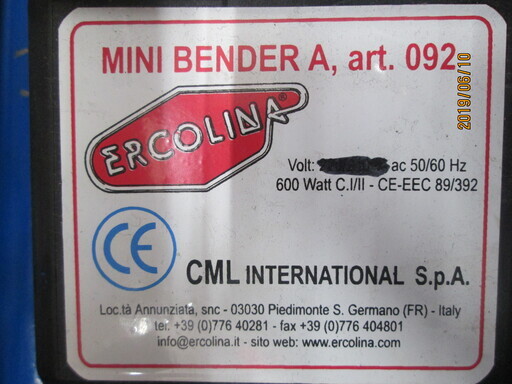 MINI BENDER A, art. 092
2019/06/10
ERCOLINA®
Volt: ac 50/60 Hz
600 Watt C.I/II - CE-EEC 89/392
CE
CML INTERNATIONAL S.p.A.
Loc.tà Annunziata, snc - 03030 Piedimonte S. Germano (FR) - Italy
tel. +39 (0)776 40281 - fax +39 (0)776 404801
info@ercolina.it - sito web: www.ercolina.com